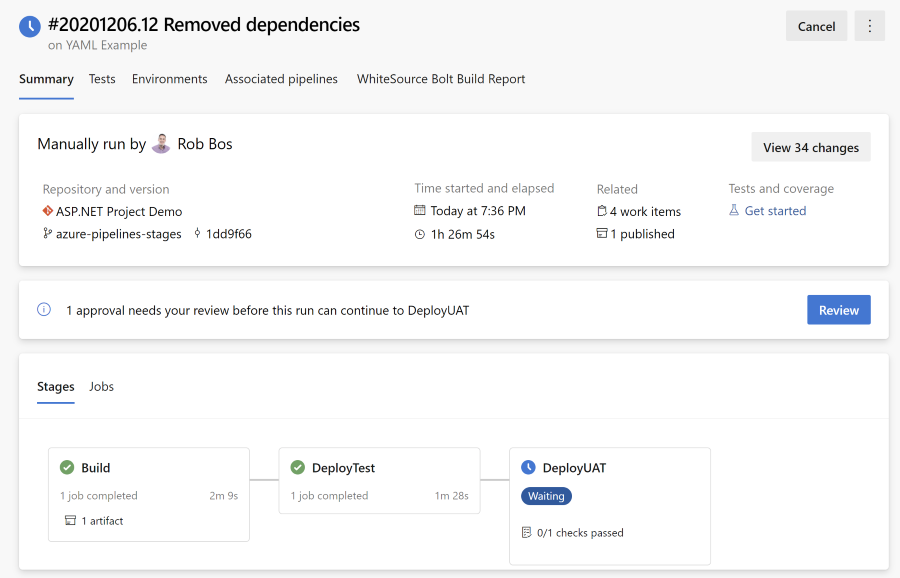 #20201206.12 Removed dependencies
on YAML Example
Cancel
Summary Tests Environments Associated pipelines WhiteSource Bolt Build Report
Manually run by Rob Bos
View 34 changes
Repository and version Time started and elapsed Related Tests and coverage
ASP.NET Project Demo Today at 7:36 PM 4 work items Get started
azure-pipelines-stages 1dd9f66 1h 26m 54s 1 published
1 approval needs your review before this run can continue to DeployUAT Review
Stages Jobs
Build DeployTest DeployUAT
1 job completed 2m 9s 1 job completed 1m 28s Waiting
1 artifact 0/1 checks passed